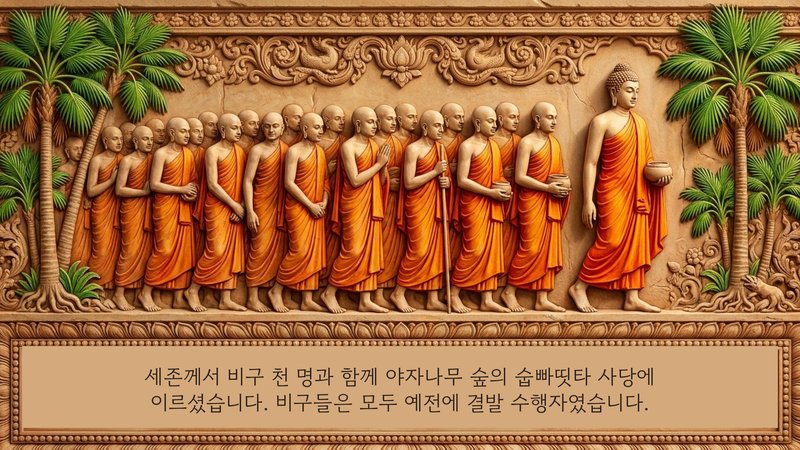 세존께서 비구 천 명과 함께 야자나무 숲의 숩빠띳타 사당에
이르셨습니다. 비구들은 모두 예전에 결발 수행자였습니다.